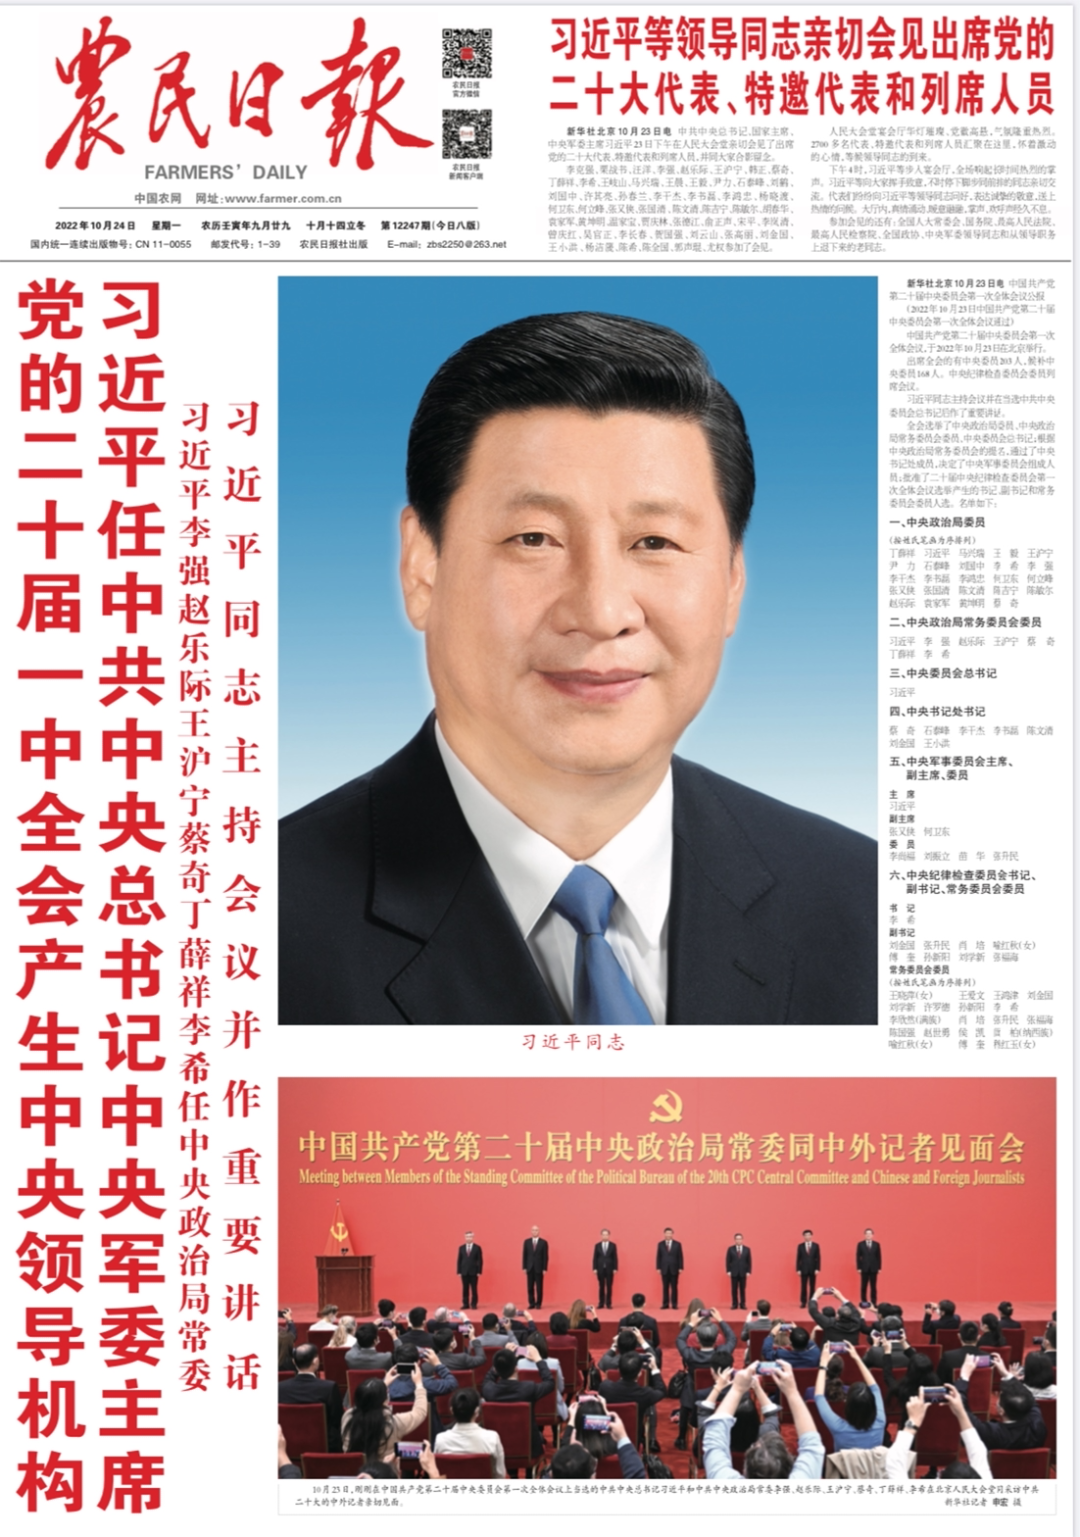 農民日報
FARMERS' DAILY
中国农网 网址:www.farmer.com.cn
2022年10月24日 星期一 农历壬寅年九月廿九 十月十四立冬 第12247期(今日八版)
国内统一连续出版物号: CN 11-0055 邮发代号: 1-39 农民日报社出版 E-mail: zbs2250@263.net
农民日报
官方微信
农民日报
新闻客户端
习近平等领导同志亲切会见出席党的
二十大代表、特邀代表和列席人员
新华社北京10月23日电 中共中央总书记、国家主席、
中央军委主席习近平23日下午在人民大会堂亲切会见了出席
党的二十大代表、特邀代表和列席人员,并同大家合影留念。
李克强、栗战书、汪洋、李强、赵乐际、王沪宁、韩正、蔡奇、
丁薛祥、李希、王岐山、马兴瑞、王晨、王毅、尹力、石泰峰、刘鹤、
刘国中、许其亮、孙春兰、李干杰、李书磊、李鸿忠、杨晓渡、
何卫东、何立峰、张又侠、张国清、陈文清、陈吉宁、陈敏尔、胡春华、
袁家军、黄坤明、温家宝、贾庆林、张德江、俞正声、宋平、李岚清、
曾庆红、吴官正、李长春、贺国强、刘云山、张高丽、刘金国、
王小洪、杨洁篪、陈希、陈全国、郭声琨、尤权参加了会见。
人民大会堂宴会厅华灯璀璨,党徽高悬,气氛隆重热烈。
2700多名代表、特邀代表和列席人员汇聚在这里,怀着激动
的心情,等候领导同志的到来。
下午4时,习近平等步入宴会厅,全场响起长时间热烈的掌
声。习近平等向大家挥手致意,不时停下脚步同前排的同志亲切交
流。代表们纷纷向习近平等领导同志问好,表达诚挚的敬意,送上
热情的问候。大厅内,真情涌动,暖意融融,掌声、欢呼声经久不息。
参加会见的还有:全国人大常委会、国务院、最高人民法院、
最高人民检察院、全国政协、中央军委领导同志和从领导职务
上退下来的老同志。
习近平任中共中央总书记中央军委主席
党的二十届一中全会产生中央领导机构
习近平同志主持会议并作重要讲话
习近平李强赵乐际王沪宁蔡奇丁薛祥李希任中央政治局常委
习近平同志
新华社北京10月23日电 中国共产党
第二十届中央委员会第一次全体会议公报
(2022年10月23日中国共产党第二十届
中央委员会第一次全体会议通过)
中国共产党第二十届中央委员会第一次
全体会议,于2022年10月23日在北京举行。
出席全会的有中央委员203人,候补中
央委员168人。中央纪律检查委员会委员列
席会议。
习近平同志主持会议并在当选中共中央
委员会总书记后作了重要讲话。
全会选举了中央政治局委员、中央政治
局常务委员会委员、中央委员会总书记;根据
中央政治局常务委员会的提名,通过了中央
书记处成员,决定了中央军事委员会组成人
员;批准了二十届中央纪律检查委员会第一
次全体会议选举产生的书记、副书记和常务
委员会委员人选。名单如下:
一、中央政治局委员
(按姓氏笔画为序排列)
丁薛祥 习近平 马兴瑞 王 毅 王沪宁
尹 力 石泰峰 刘国中 李 希 李 强
李干杰 李书磊 李鸿忠 何卫东 何立峰
张又侠 张国清 陈文清 陈吉宁 陈敏尔
赵乐际 袁家军 黄坤明 蔡 奇
二、中央政治局常务委员会委员
习近平 李 强 赵乐际 王沪宁 蔡 奇
丁薛祥 李 希
三、中央委员会总书记
习近平
四、中央书记处书记
蔡 奇 石泰峰 李干杰 李书磊 陈文清
刘金国 王小洪
五、中央军事委员会主席、
副主席、委员
主 席
习近平
副主席
张又侠 何卫东
委 员
李尚福 刘振立 苗 华 张升民
六、中央纪律检查委员会书记、
副书记、常务委员会委员
书 记
李 希
副书记
刘金国 张升民 肖 培 喻红秋(女)
傅 奎 孙新阳 刘学新 张福海
常务委员会委员
(按姓氏笔画为序排列)
王晓萍(女) 王爱文 王鸿津 刘金国
刘学新 许罗德 孙新阳 李 希
李欣然(满族) 肖 培 张升民 张福海
陈国强 赵世勇 侯 凯 殷 柏(纳西族)
喻红秋(女) 傅 奎 穆红玉(女)
中国共产党第二十届中央政治局常委同中外记者见面会
Meeting between Members of the Standing Committee of the Political Bureau of the 20th CPC Central Committee and Chinese and Foreign Journalists
10月23日,刚刚在中国共产党第二十届中央委员会第一次全体会议上当选的中共中央总书记习近平和中共中央政治局常委李强、赵乐际、王沪宁、蔡奇、丁薛祥、李希在北京人民大会堂同采访中共
二十大的中外记者亲切见面。 新华社记者 申宏 摄